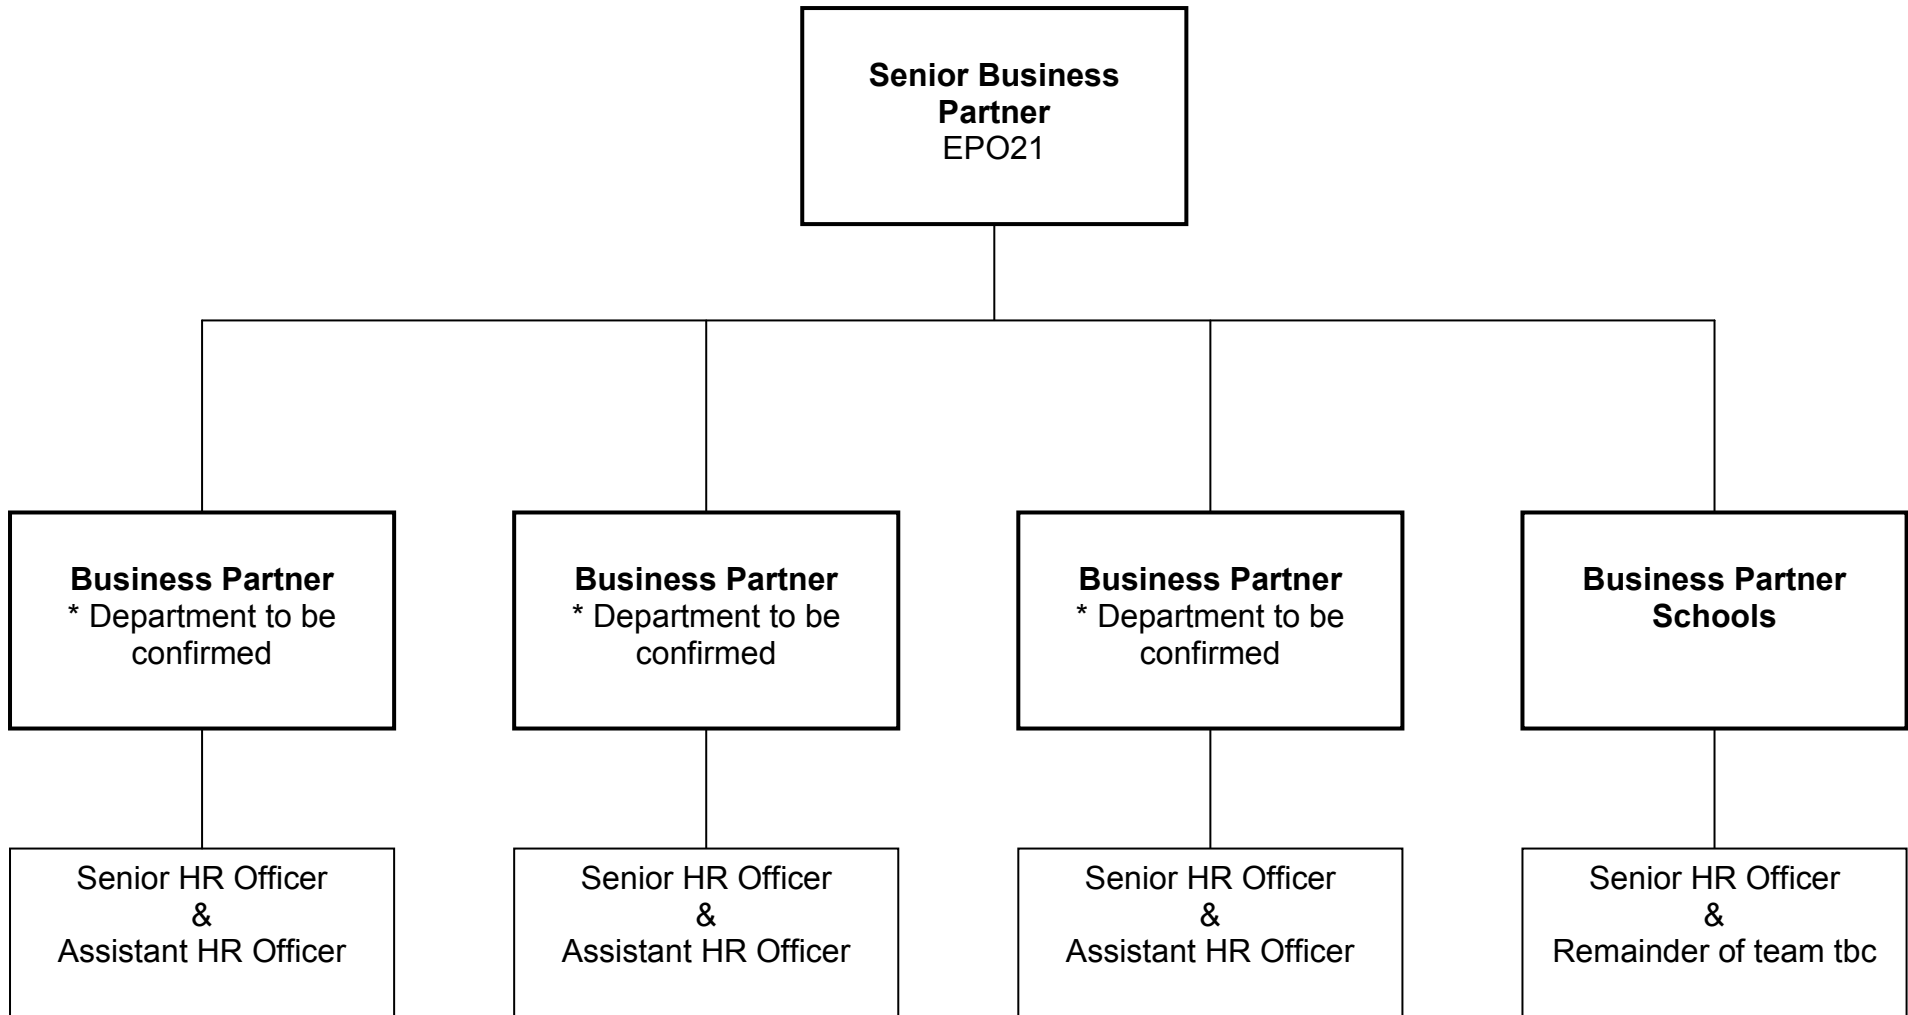 Senior Business
Partner
EPO21
Business Partner
* Department to be
confirmed
Business Partner
* Department to be
confirmed
Business Partner
* Department to be
confirmed
Business Partner
Schools
Senior HR Officer
&
Assistant HR Officer
Senior HR Officer
&
Assistant HR Officer
Senior HR Officer
&
Assistant HR Officer
Senior HR Officer
&
Remainder of team tbc